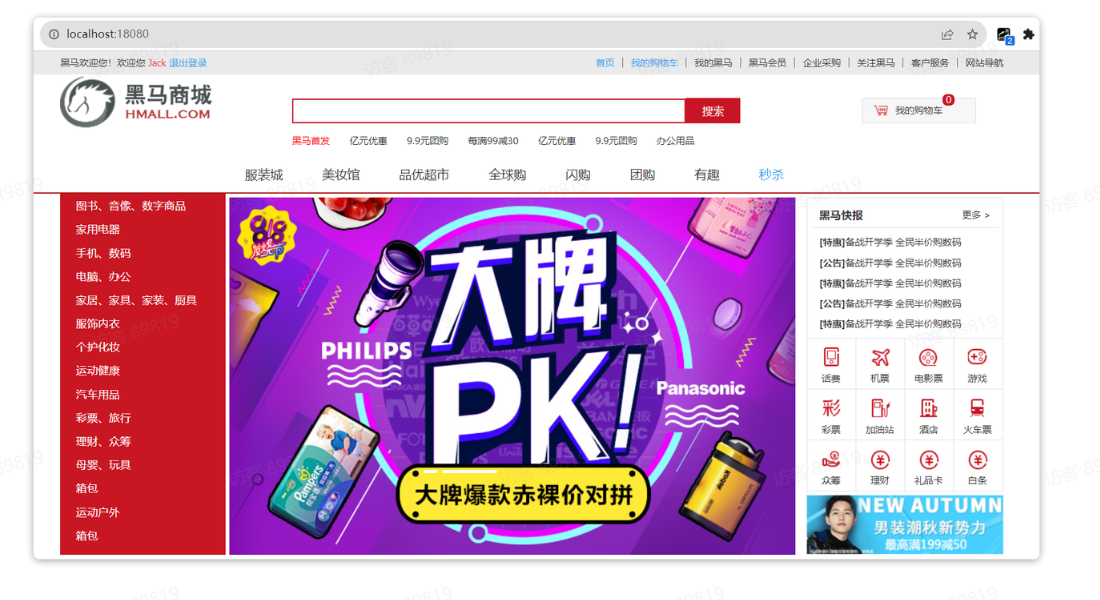 localhost:18080
2
黑马欢迎您! 欢迎您 Jack 退出登录
首页 | 我的购物车 | 我的黑马 | 黑马会员 | 企业采购 | 关注黑马 | 客户服务 | 网站导航
黑马商城
HMALL.COM
搜索
我的购物车
0
黑马首发 亿元优惠 9.9元团购 每满99减30 亿元优惠 9.9元团购 办公用品
服装城 美妆馆 品优超市 全球购 闪购 团购 有趣 秒杀
图书、音像、数字商品
家用电器
手机、数码
电脑、办公
家居、家具、家装、厨具
服饰内衣
个护化妆
运动健康
汽车用品
彩票、旅行
理财、众筹
母婴、玩具
箱包
运动户外
箱包
818
大牌
PK!
PHILIPS
Panasonic
Pampers
大牌爆款赤裸价对拼
黑马快报 更多 >
[特惠]备战开学季 全民半价购数码
[公告]备战开学季 全民半价购数码
[特惠]备战开学季 全民半价购数码
[公告]备战开学季 全民半价购数码
[特惠]备战开学季 全民半价购数码
话费 机票 电影票 游戏
彩
彩票 加油站 酒店 火车票
众筹 理财 礼品卡 白条
NEW AUTUMN
男装潮秋新势力
最高满199减50
访客 89819